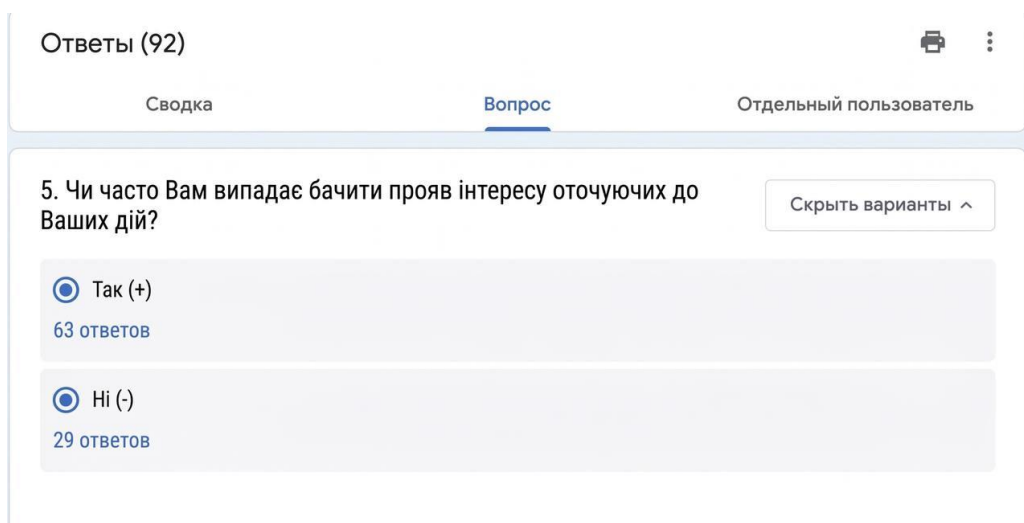 Ответы (92)
Сводка
Вопрос
Отдельный пользователь
5. Чи часто Вам випадає бачити прояв інтересу оточуючих до
Ваших дій?
Скрыть варианты
Так (+)
63 ответов
Ні (-)
29 ответов